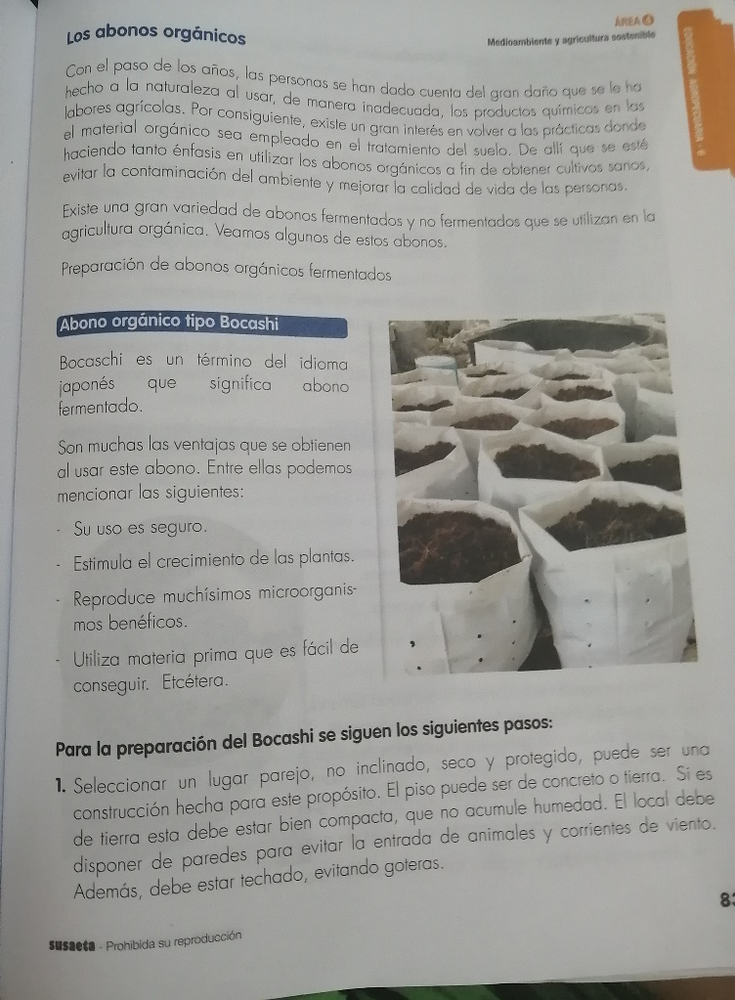 ÁREA 4
Los abonos orgánicos
Medioambiente y agricultura sostenible
EDUCACIÓN AGROPECUARIA - 6
Con el paso de los años, las personas se han dado cuenta del gran daño que se le ha
hecho a la naturaleza al usar, de manera inadecuada, los productos químicos en las
labores agrícolas. Por consiguiente, existe un gran interés en volver a las prácticas donde
el material orgánico sea empleado en el tratamiento del suelo. De allí que se esté
haciendo tanto énfasis en utilizar los abonos orgánicos a fin de obtener cultivos sanos,
evitar la contaminación del ambiente y mejorar la calidad de vida de las personas.
Existe una gran variedad de abonos fermentados y no fermentados que se utilizan en la
agricultura orgánica. Veamos algunos de estos abonos.
Preparación de abonos orgánicos fermentados
Abono orgánico tipo Bocashi
Bocaschi es un término del idioma
japonés que significa abono
fermentado.
Son muchas las ventajas que se obtienen
al usar este abono. Entre ellas podemos
mencionar las siguientes:
- Su uso es seguro.
- Estimula el crecimiento de las plantas.
- Reproduce muchísimos microorganis-
mos benéficos.
- Utiliza materia prima que es fácil de
conseguir. Etcétera.
Para la preparación del Bocashi se siguen los siguientes pasos:
1. Seleccionar un lugar parejo, no inclinado, seco y protegido, puede ser una
construcción hecha para este propósito. El piso puede ser de concreto o tierra. Si es
de tierra esta debe estar bien compacta, que no acumule humedad. El local debe
disponer de paredes para evitar la entrada de animales y corrientes de viento.
Además, debe estar techado, evitando goteras.
susaeta - Prohibida su reproducción